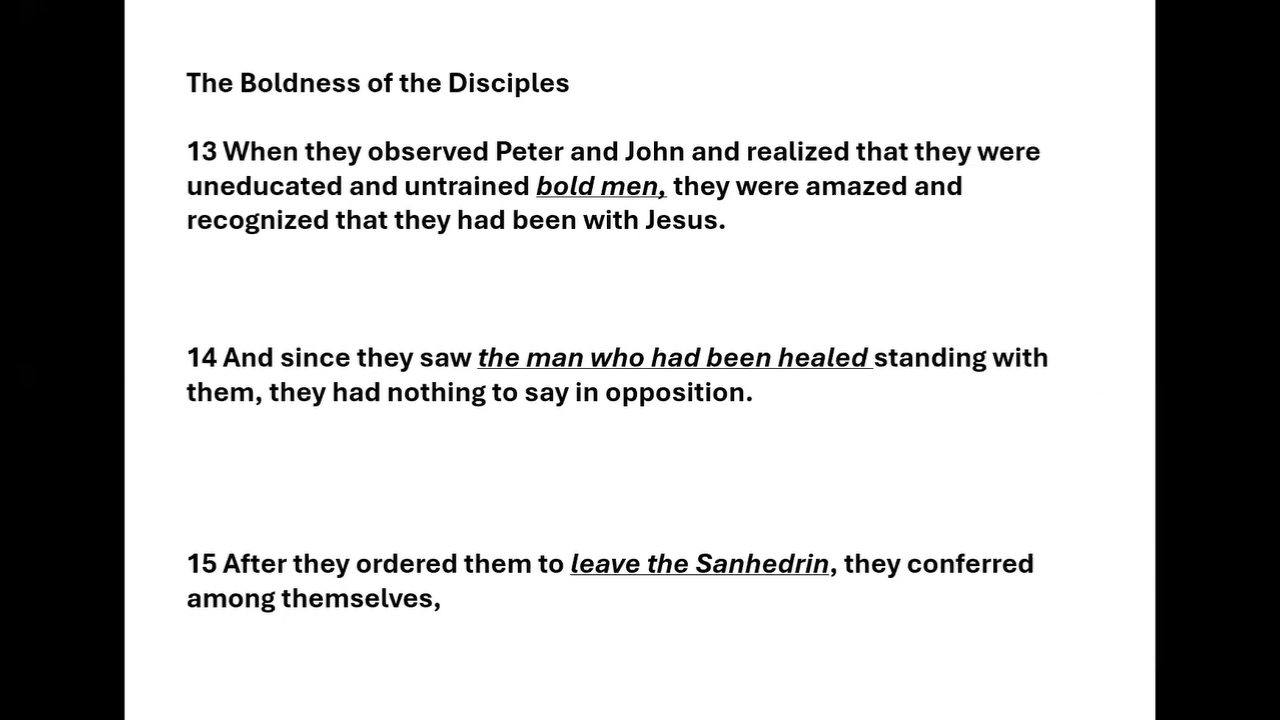 The Boldness of the Disciples
13 When they observed Peter and John and realized that they were
uneducated and untrained bold men, they were amazed and
recognized that they had been with Jesus.
14 And since they saw the man who had been healed standing with
them, they had nothing to say in opposition.
15 After they ordered them to leave the Sanhedrin, they conferred
among themselves,